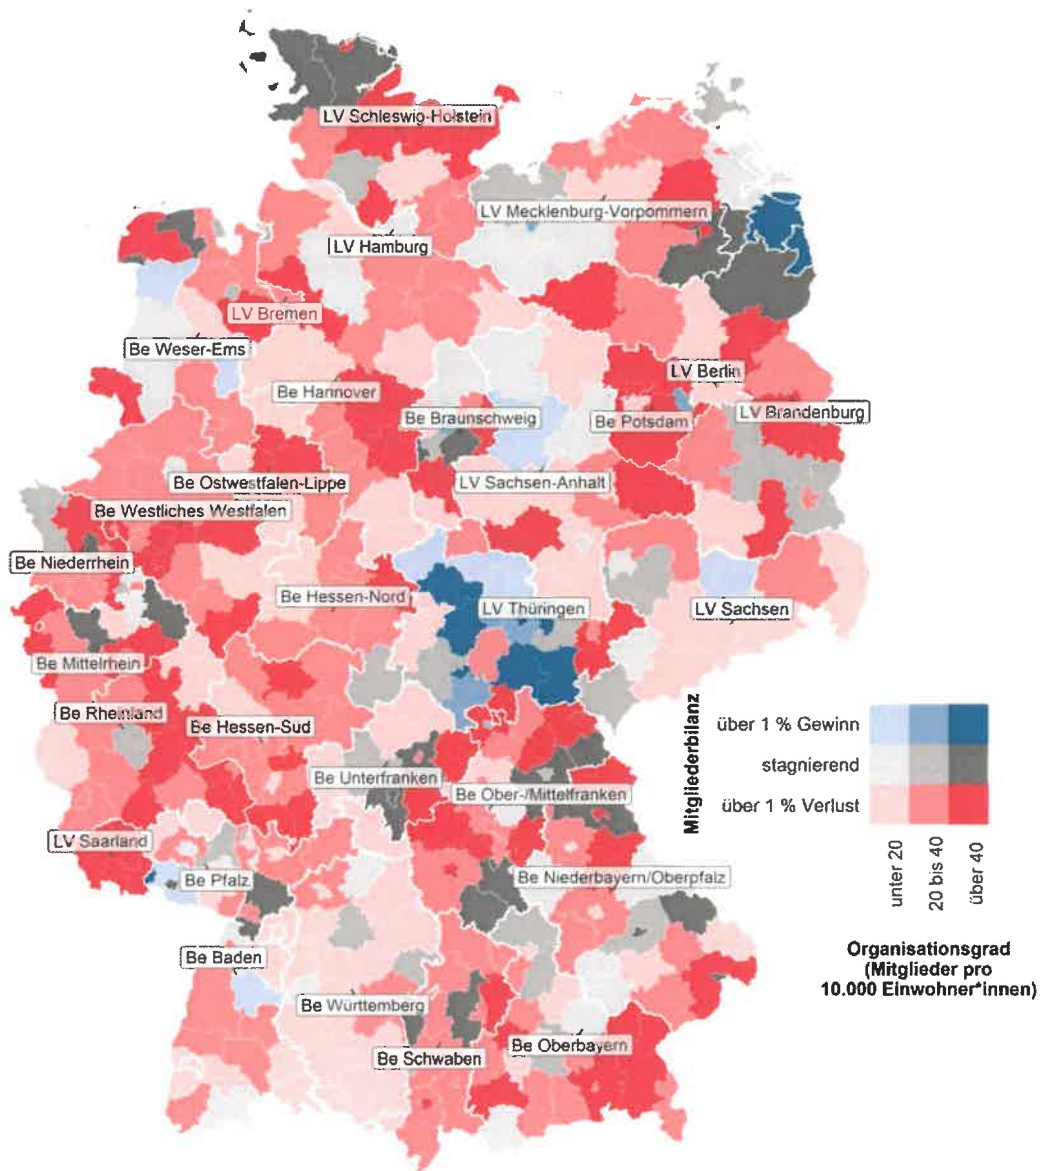 LV Schleswig-Holstein
LV Mecklenburg-Vorpommern
LV Hamburg
LV Bremen
Be Weser-Ems
LV Berlin
Be Hannover
Be Braunschweig
Be Potsdam
LV Brandenburg
Be Ostwestfalen-Lippe
LV Sachsen-Anhalt
Be Westliches Westfalen
Be Niederrhein
Be Hessen-Nord
LV Thüringen
LV Sachsen
Be Mittelrhein
Be Rheinland
Be Hessen-Süd
Be Unterfranken
Be Ober-/Mittelfranken
LV Saarland
Be Pfalz
Be Niederbayern/Oberpfalz
Be Baden
Be Württemberg
Be Schwaben
Be Oberbayern
Mitgliederbilanz
über 1 % Gewinn
stagnierend
über 1 % Verlust
unter 20
20 bis 40
über 40
Organisationsgrad
(Mitglieder pro
10.000 Einwohner*innen)